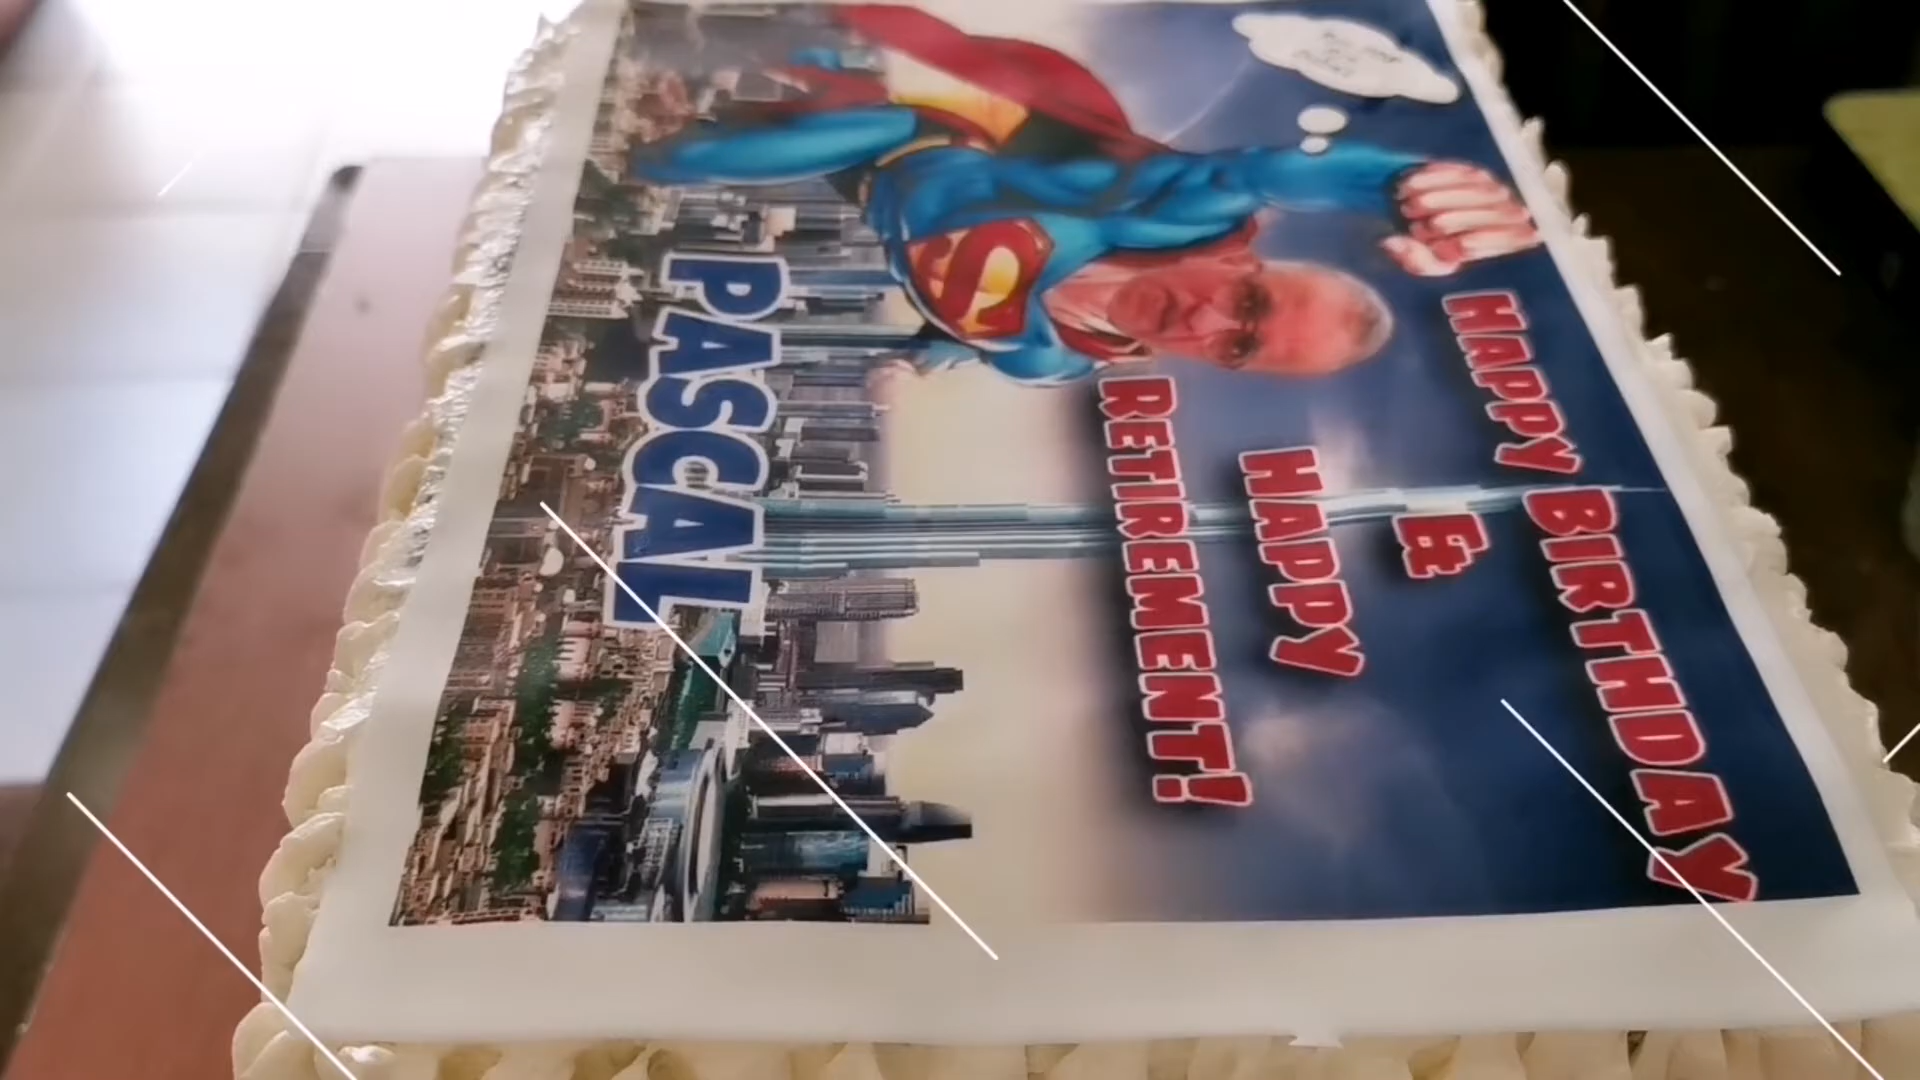 HAPPY BIRTHDAY
&
HAPPY
RETIREMENT!
S
PASCAL